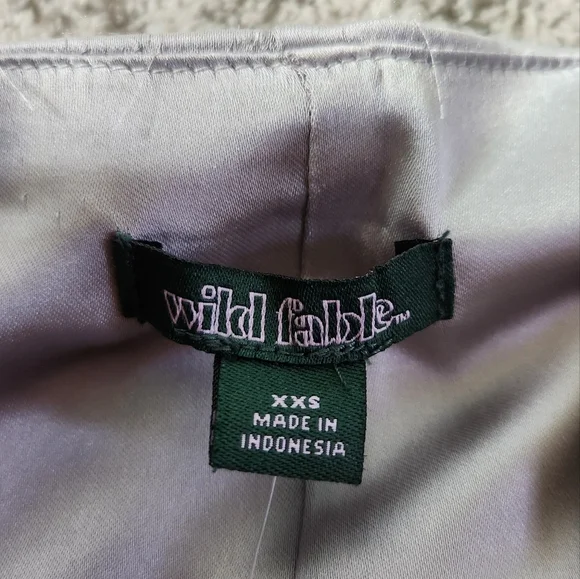 wild fable™
XXS
MADE IN
INDONESIA